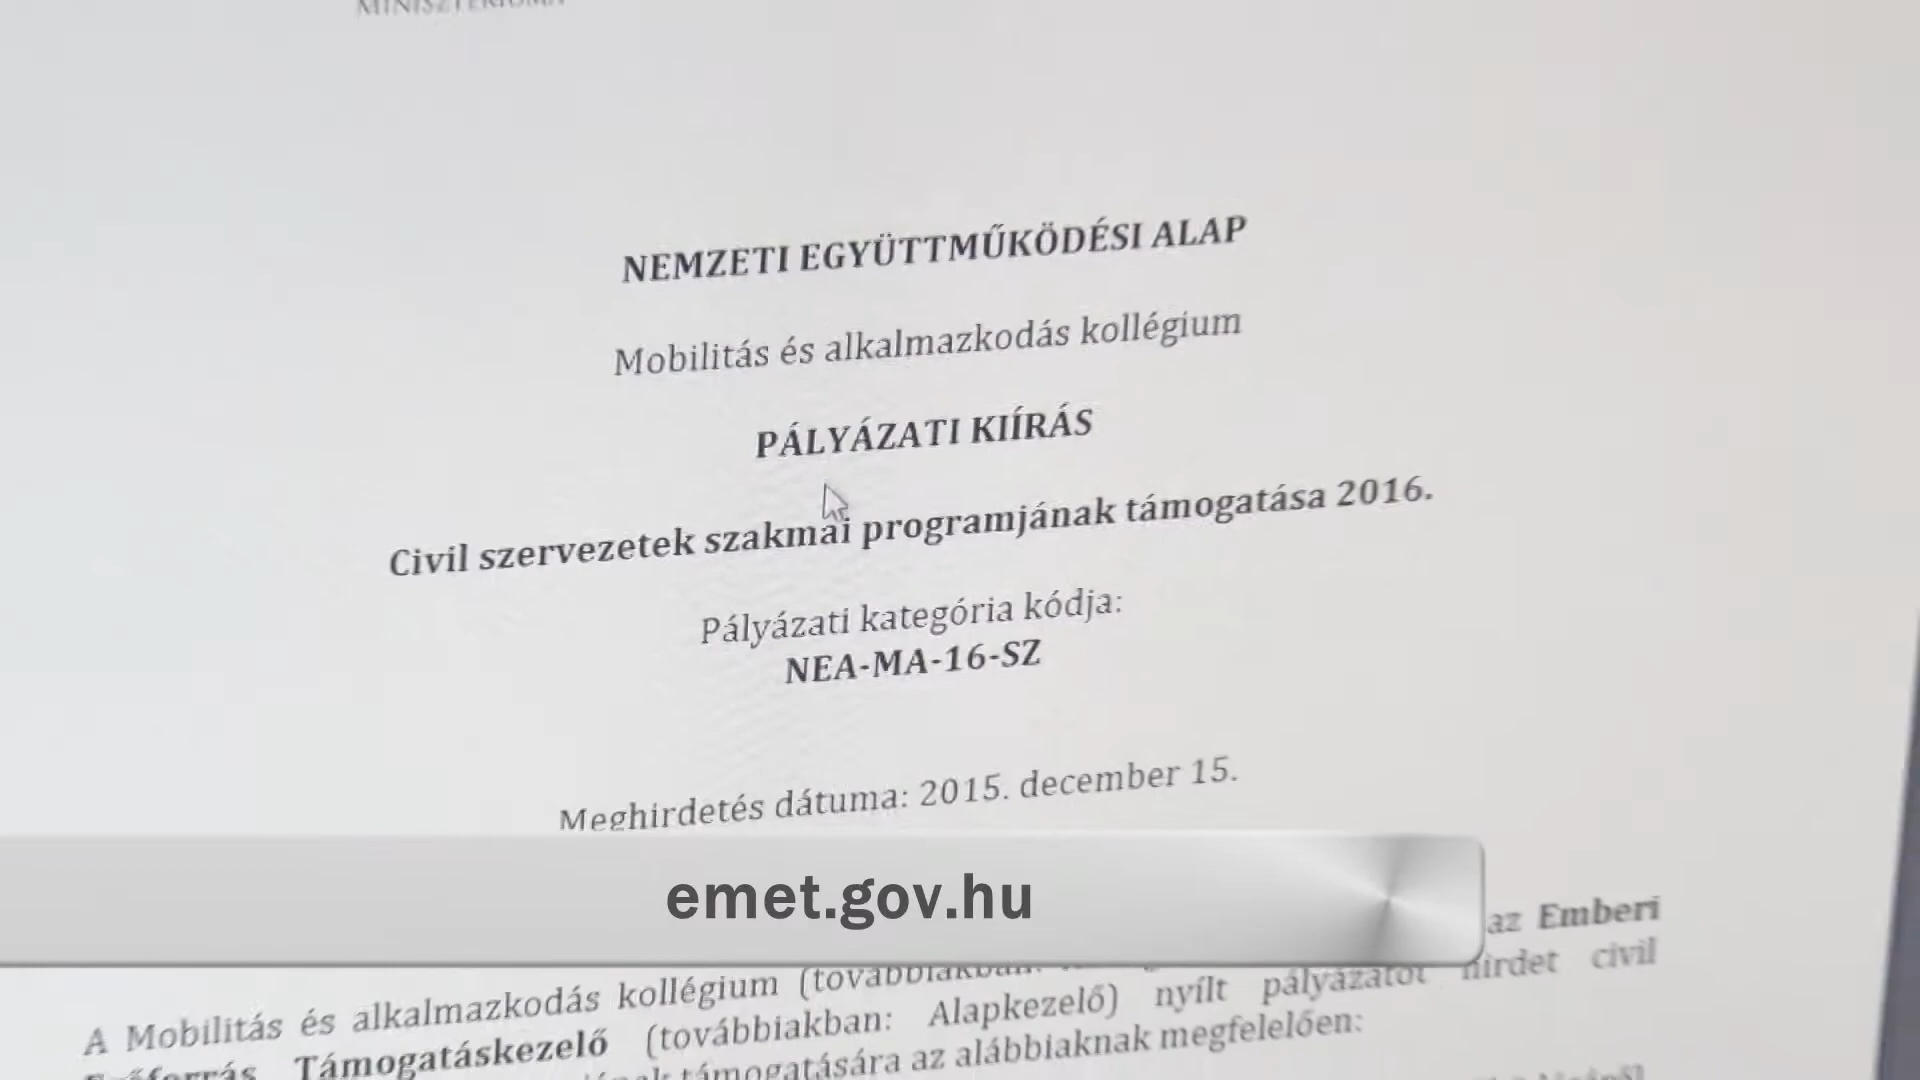 MINISZTÉRIUMA
NEMZETI EGYÜTTMŰKÖDÉSI ALAP
Mobilitás és alkalmazkodás kollégium
PÁLYÁZATI KIÍRÁS
Civil szervezetek szakmai programjának támogatása 2016.
Pályázati kategória kódja:
NEA-MA-16-SZ
Meghirdetés dátuma: 2015. december 15.
emet.gov.hu
az Emberi
A Mobilitás és alkalmazkodás kollégium (továbbiakban: hirdet civil
Támogatáskezelő (továbbiakban: Alapkezelő) nyílt pályázatot
támogatására az alábbiaknak megfelelően: